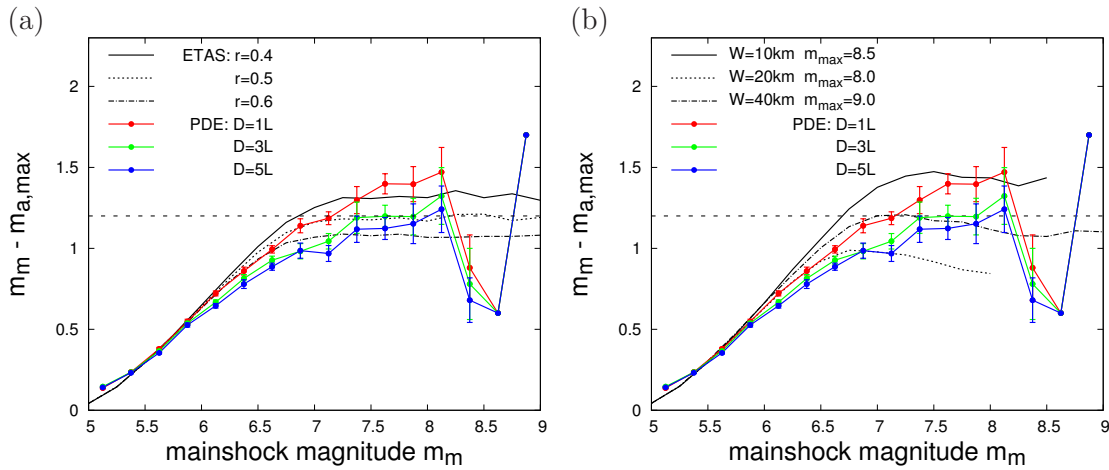 (a)
ETAS: r=0.4
r=0.5
r=0.6
PDE: D=1L
D=3L
D=5L
2
1.5
1
0.5
0
m_m - m_a,max
5 5.5 6 6.5 7 7.5 8 8.5 9
mainshock magnitude m_m
(b)
W=10km m_max=8.5
W=20km m_max=8.0
W=40km m_max=9.0
PDE: D=1L
D=3L
D=5L
2
1.5
1
0.5
0
m_m - m_a,max
5 5.5 6 6.5 7 7.5 8 8.5 9
mainshock magnitude m_m